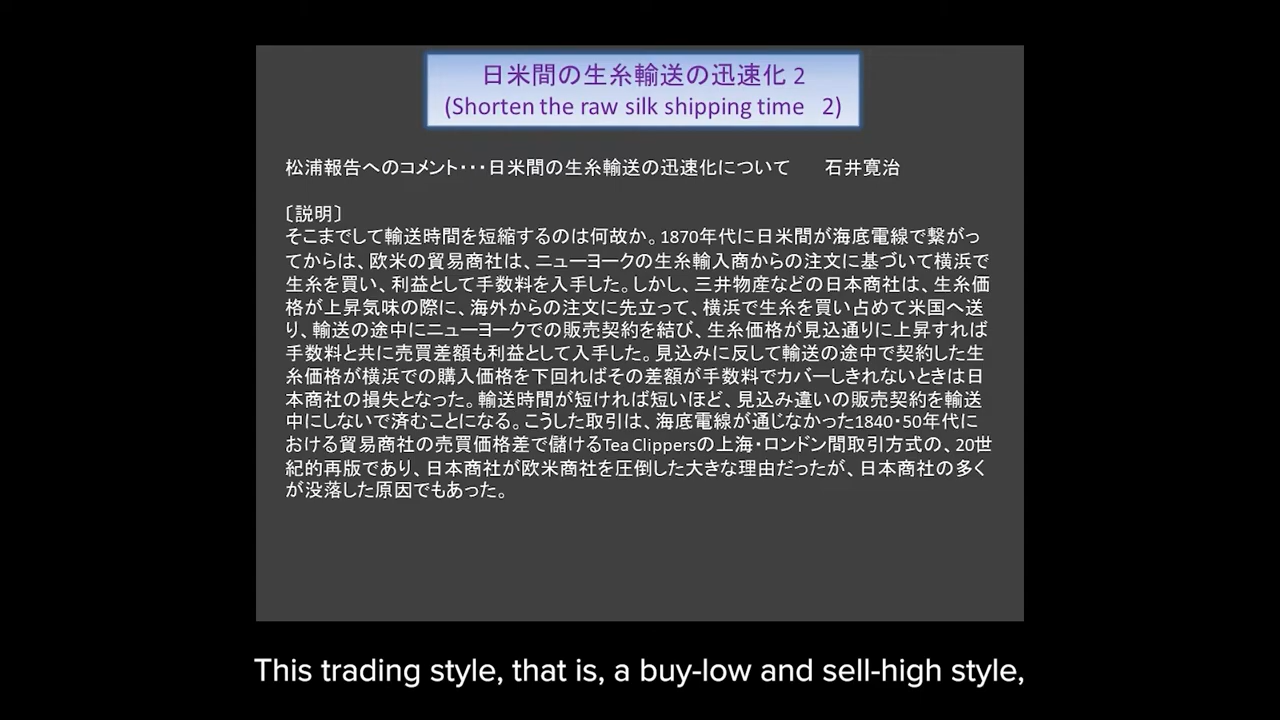 日米間の生糸輸送の迅速化 2
(Shorten the raw silk shipping time 2)
松浦報告へのコメント･･･日米間の生糸輸送の迅速化について 石井寛治
〔説明〕
そこまでして輸送時間を短縮するのは何故か。1870年代に日米間が海底電線で繋がっ
てからは、欧米の貿易商社は、ニューヨークの生糸輸入商からの注文に基づいて横浜で
生糸を買い、利益として手数料を入手した。しかし、三井物産などの日本商社は、生糸価
格が上昇気味の際に、海外からの注文に先立って、横浜で生糸を買い占めて米国へ送
り、輸送の途中にニューヨークでの販売契約を結び、生糸価格が見込通りに上昇すれば
手数料と共に売買差額も利益として入手した。見込みに反して輸送の途中で契約した生
糸価格が横浜での購入価格を下回ればその差額が手数料でカバーしきれないときは日
本商社の損失となった。輸送時間が短ければ短いほど、見込み違いの販売契約を輸送
中にしないで済むことになる。こうした取引は、海底電線が通じなかった1840・50年代に
おける貿易商社の売買価格差で儲けるTea Clippersの上海・ロンドン間取引方式の、20世
紀的再版であり、日本商社が欧米商社を圧倒した大きな理由だったが、日本商社の多く
が没落した原因でもあった。
This trading style, that is, a buy-low and sell-high style,